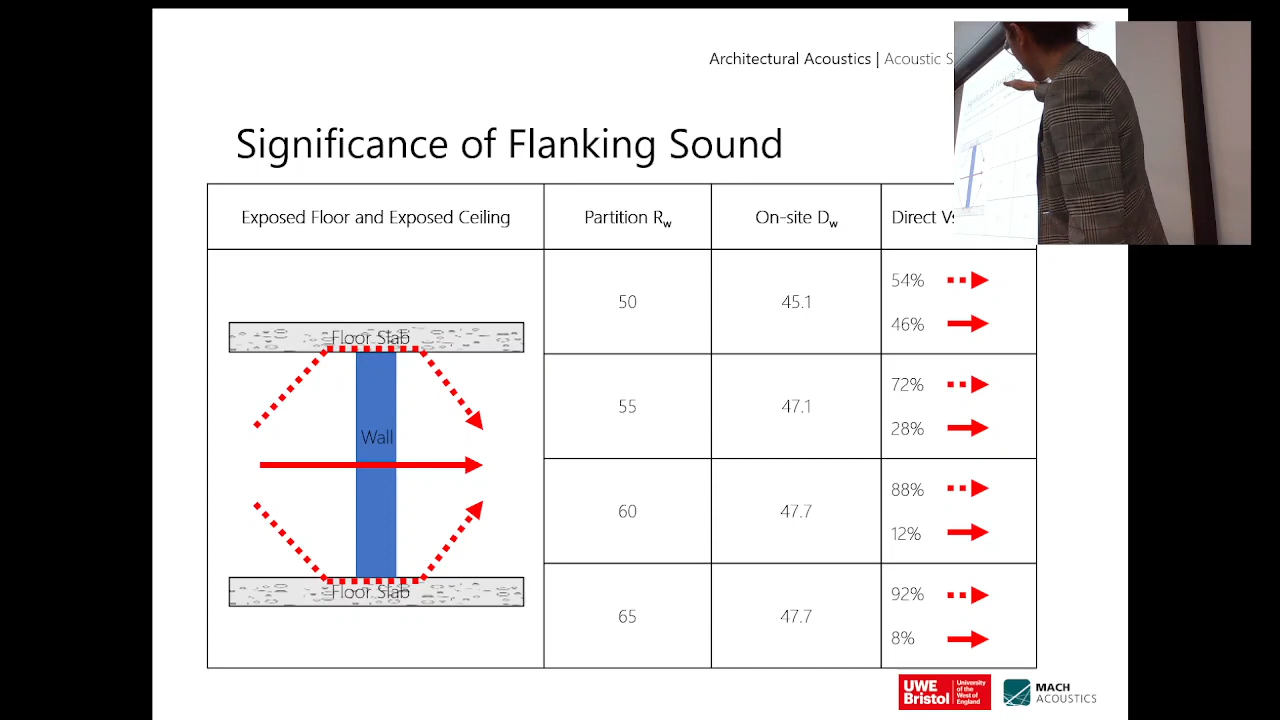 Architectural Acoustics | Acoustic S
Significance of Flanking Sound
Exposed Floor and Exposed Ceiling
Partition Rw
On-site Dw
Direct Vs
Floor Slab
Wall
Floor Slab
50
45.1
54%
46%
55
47.1
72%
28%
60
47.7
88%
12%
65
47.7
92%
8%
UWE
Bristol
University
of the
West of
England
MACH
ACOUSTICS